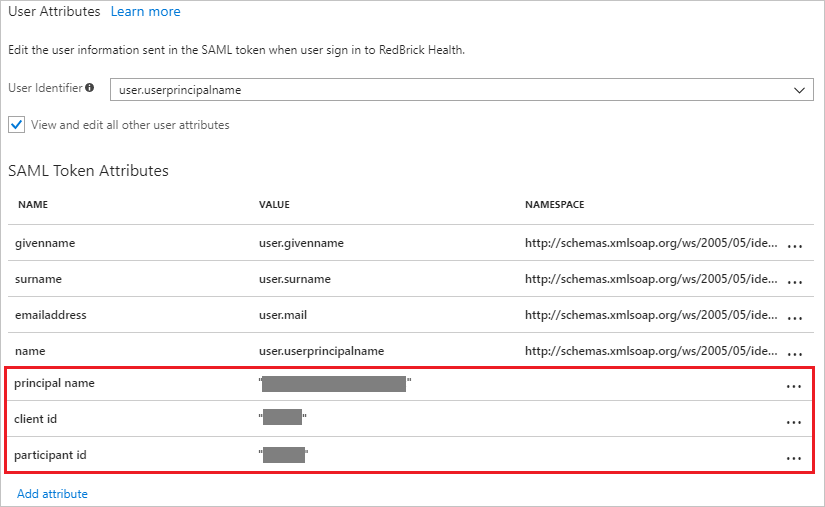 User Attributes Learn more
Edit the user information sent in the SAML token when user sign in to RedBrick Health.
User Identifier user.userprincipalname
View and edit all other user attributes
SAML Token Attributes
NAME VALUE NAMESPACE
givenname user.givenname http://schemas.xmlsoap.org/ws/2005/05/ide... ...
surname user.surname http://schemas.xmlsoap.org/ws/2005/05/ide... ...
emailaddress user.mail http://schemas.xmlsoap.org/ws/2005/05/ide... ...
name user.userprincipalname http://schemas.xmlsoap.org/ws/2005/05/ide... ...
principal name " " ...
client id " " ...
participant id " " ...
Add attribute